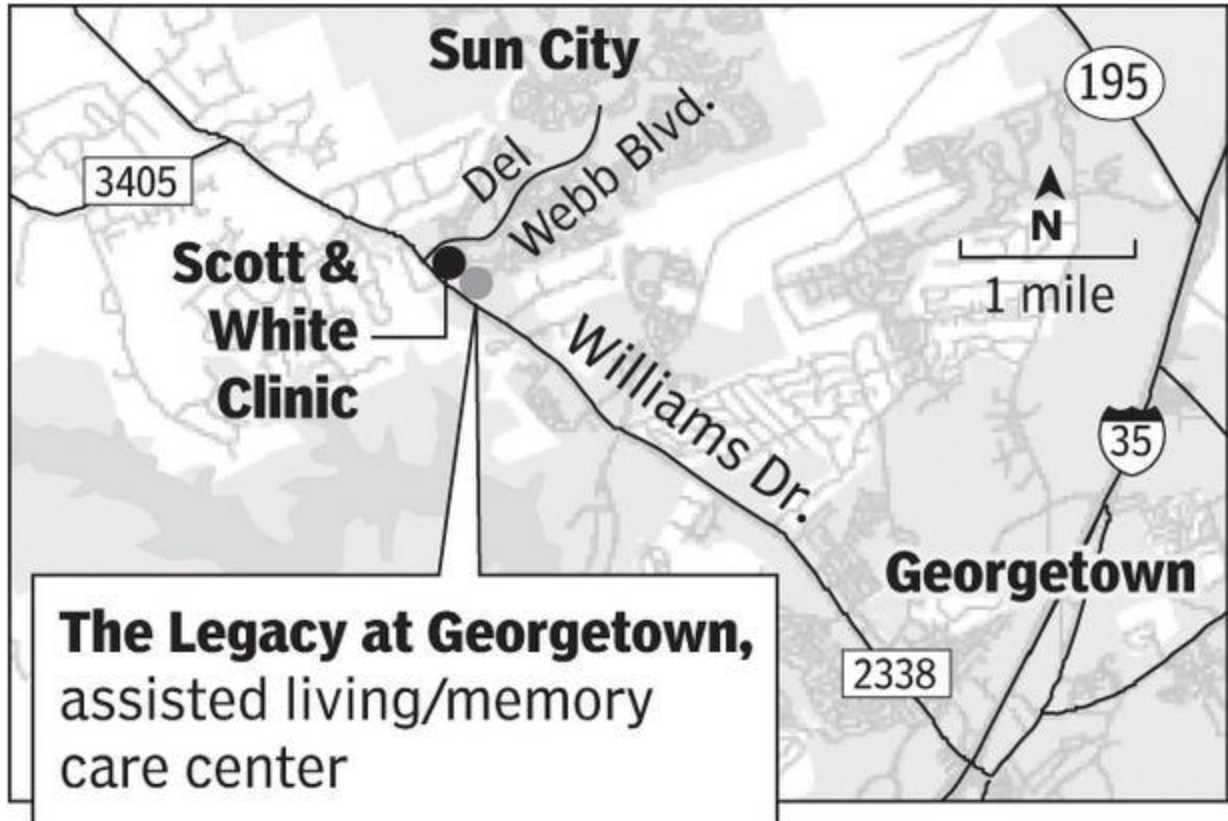 Sun City
195
Del
Webb Blvd.
3405
N
1 mile
Scott &
White
Clinic
Williams Dr.
35
Georgetown
The Legacy at Georgetown,
assisted living/memory
care center
2338